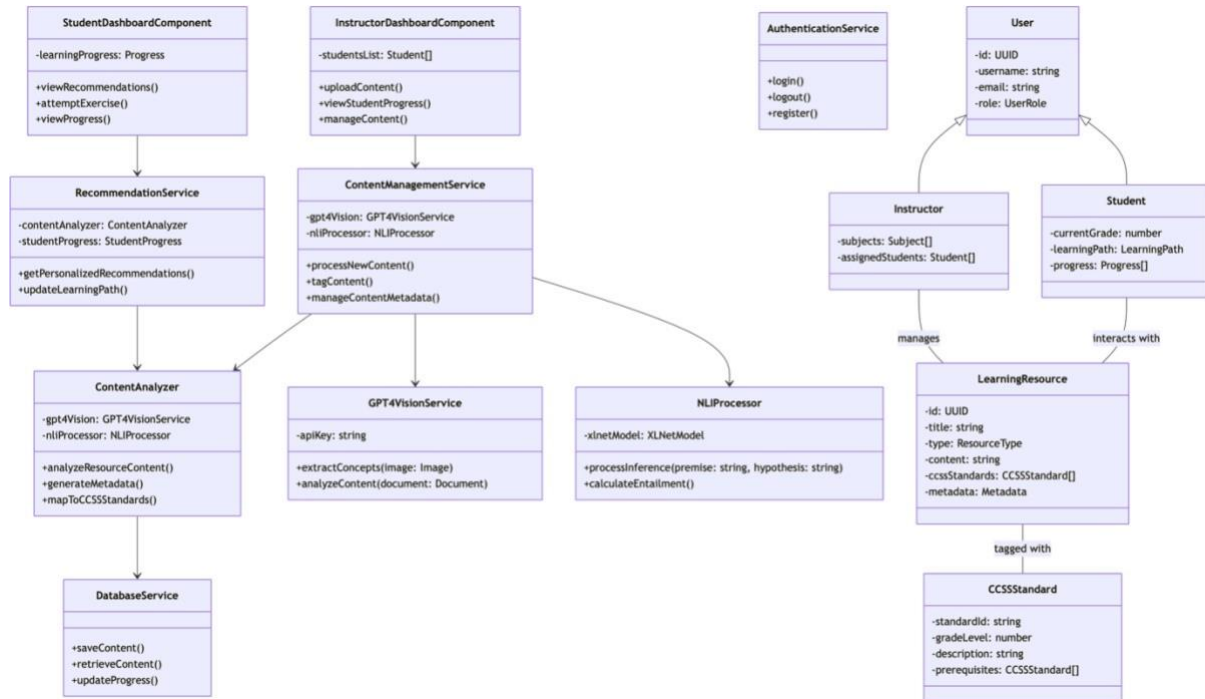 StudentDashboardComponent
-learningProgress: Progress
+viewRecommendations()
+attemptExercise()
+viewProgress()
InstructorDashboardComponent
-studentsList: Student[]
+uploadContent()
+viewStudentProgress()
+manageContent()
AuthenticationService
+login()
+logout()
+register()
User
-id: UUID
-username: string
-email: string
-role: UserRole
RecommendationService
-contentAnalyzer: ContentAnalyzer
-studentProgress: StudentProgress
+getPersonalizedRecommendations()
+updateLearningPath()
ContentManagementService
-gpt4Vision: GPT4VisionService
-nliProcessor: NLIProcessor
+processNewContent()
+tagContent()
+manageContentMetadata()
Instructor
-subjects: Subject[]
-assignedStudents: Student[]
Student
-currentGrade: number
-learningPath: LearningPath
-progress: Progress[]
manages
interacts with
ContentAnalyzer
-gpt4Vision: GPT4VisionService
-nliProcessor: NLIProcessor
+analyzeResourceContent()
+generateMetadata()
+mapToCCSSStandards()
GPT4VisionService
-apiKey: string
+extractConcepts(image: Image)
+analyzeContent(document: Document)
NLIProcessor
-xlnetModel: XLNetModel
+processInference(premise: string, hypothesis: string)
+calculateEntailment()
LearningResource
-id: UUID
-title: string
-type: ResourceType
-content: string
-ccssStandards: CCSSStandard[]
-metadata: Metadata
tagged with
DatabaseService
+saveContent()
+retrieveContent()
+updateProgress()
CCSSStandard
-standardId: string
-gradeLevel: number
-description: string
-prerequisites: CCSSStandard[]